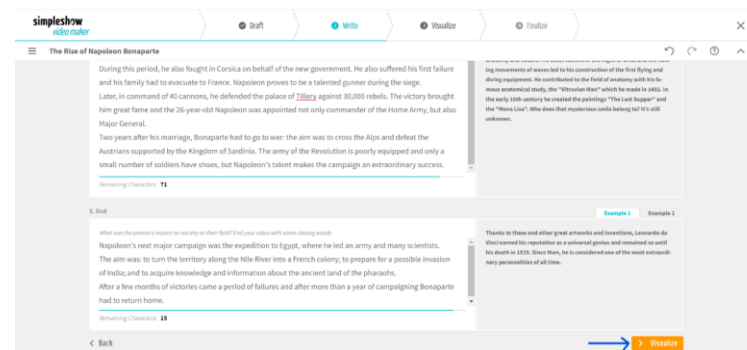 simpleshow
video maker
Draft
2 Write
3 Visualize
4 Finalize
The Rise of Napoleon Bonaparte
During this period, he also fought in Corsica on behalf of the new government. He also suffered his first failure
and his family had to evacuate to France. Napoleon proves to be a talented gunner during the siege.
Later, in command of 40 cannons, he defended the palace of Tillery against 30,000 rebels. The victory brought
him great fame and the 26-year-old Napoleon was appointed not only commander of the Home Army, but also
Major General.
Two years after his marriage, Bonaparte had to go to war: the aim was to cross the Alps and defeat the
Austrians supported by the Kingdom of Sardinia. The army of the Revolution is poorly equipped and only a
small number of soldiers have shoes, but Napoleon's talent makes the campaign an extraordinary success.
Remaining Characters: 71
ing movements of waves led to his construction of the first flying and
diving equipment. He contributed to the field of anatomy with his fa-
mous anatomical study, the "Vitruvian Man" which he made in 1492. In
the early 16th century he created the paintings "The Last Supper" and
the "Mona Lisa". Who does that mysterious smile belong to? It's still
unknown.
5. End
Example 1
Example 2
What was the person's impact on society or their field? End your video with some closing words.
Napoleon's next major campaign was the expedition to Egypt, where he led an army and many scientists.
The aim was: to turn the territory along the Nile River into a French colony; to prepare for a possible invasion
of India; and to acquire knowledge and information about the ancient land of the pharaohs.
After a few months of victories came a period of failures and after more than a year of campaigning Bonaparte
had to return home.
Remaining Characters: 15
Thanks to these and other great artworks and inventions, Leonardo da
Vinci earned his reputation as a universal genius and remained so until
his death in 1519. Since then, he is considered one of the most extraordi-
nary personalities of all time.
< Back
> Visualize